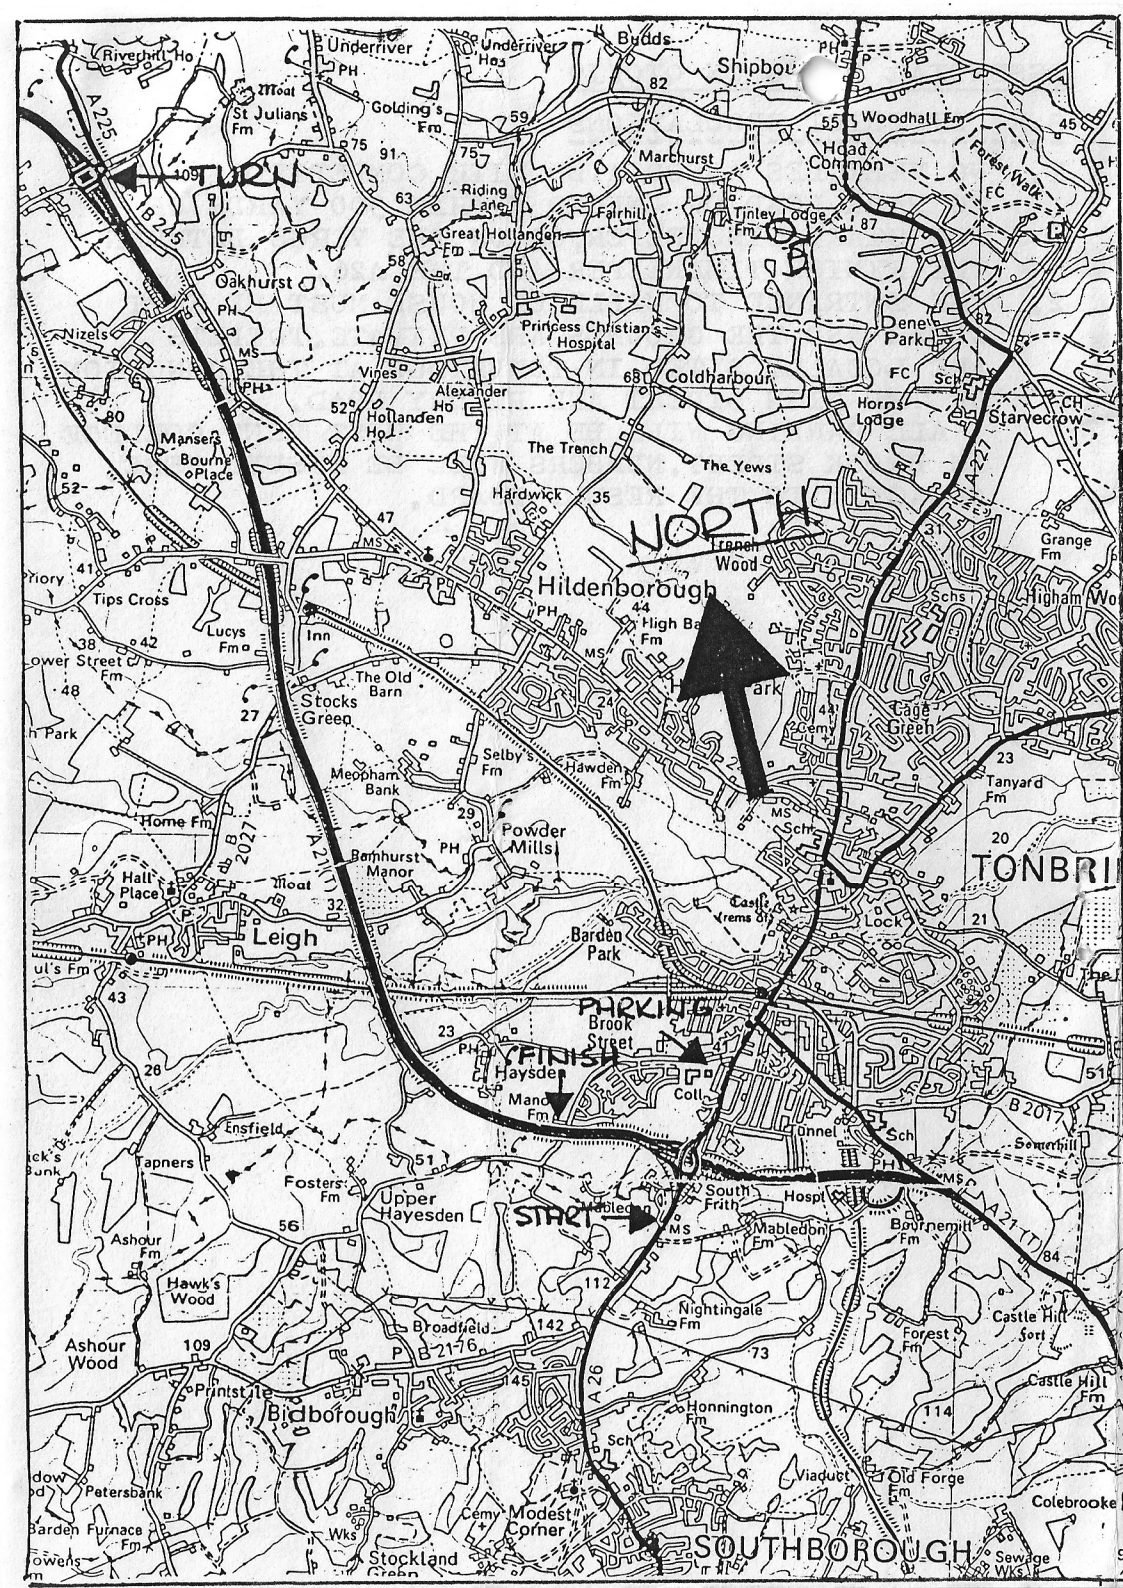 Riverhill Ho
Underriver
Underriver
Ho
Budds
PH
P
PH
Shipbou
Moat
St Julians
Fm
Golding's
Fm
82
59
A 225
55
Woodhall Fm
45
75
91
75
Hoad
Common
Marchurst
Forest Walk
FC
109
TURN
Riding
Lane
63
Fairhill
Tinley Lodge
Fm
87
P
B 245
Great Hollanden
Fm
58
Oakhurst
PH
Nizels
Princess Christian's
Hospital
Dene
Park
82
MS
Vines
FC
PH
68
Coldharbour
Sch
Alexander
Ho
CH
80
52
Hollanden
Ho
Horns
Lodge
Starvecrow
Mansers
Bourne
Place
The Trench
The Yews
A 227
52
Hardwick
35
47
NORTH
MS
Trench
Wood
31
Grange
Fm
41
P
Priory
Hildenborough
Tips Cross
PH
44
Schs
Higham Wo
High Ba
Fm
Lucys
Fm
Inn
38
42
MS
ower Street
Fm
The Old
Barn
ark
48
24
Stocks
Green
Cage
Green
27
P
44
Cemy
h Park
Selby's
Fm
Hawden
Fm
23
Meopham
Bank
Tanyard
Fm
29
MS
Home Fm
Sch
B 2027
Powder
Mills
20
A 21(T)
PH
Ramhurst
Manor
TONBRI
Hall
Place
Moat
Castle
(rems of)
P
32
21
Leigh
Lock
PH
Barden
Park
ul's Fm
The
43
PARKING
23
Brook
Street
PH
FINISH
Haysden
28
51
Manor
Fm
Coll
B 2017
Ensfield
Sch
Somerhill
Tapners
51
PH
MS
Fosters
Fm
Upper
Hayesden
South
Frith
Hospl
START
Mabledon
A 21 (T)
56
MS
Mabledon
Fm
Bournemill
Fm
Ashour
Fm
84
112
Hawk's
Wood
Nightingale
Fm
Castle Hill
Fort
Broadfield
142
Ashour
Wood
109
P
B 2176
Forest
Fm
73
A 26
Printstile
145
Castle Hill
Fm
Bidborough
Honnington
Fm
114
Sch
Viaduct
Old Forge
Fm
Petersbank
Colebrooke
Cemy
Modest
Corner
Barden Furnace
Fm
Wks
SOUTHBOROUGH
Stockland
Green
Sewage
Wks